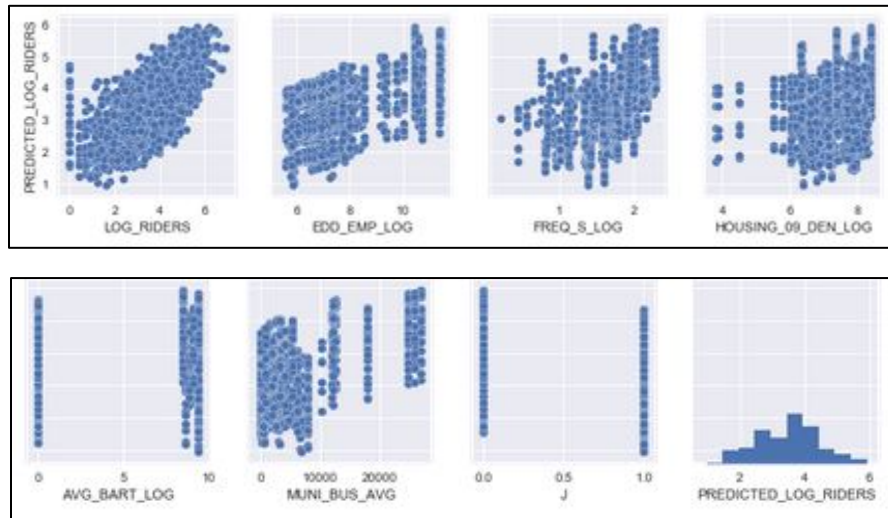 PREDICTED_LOG_RIDERS
6
5
4
3
2
1
0 2 4 6
LOG_RIDERS
6 8 10
EDD_EMP_LOG
1 2
FREQ_S_LOG
4 6 8
HOUSING_09_DEN_LOG
0 5 10
AVG_BART_LOG
0 10000 20000
MUNI_BUS_AVG
0.0 0.5 1.0
J
2 4 6
PREDICTED_LOG_RIDERS